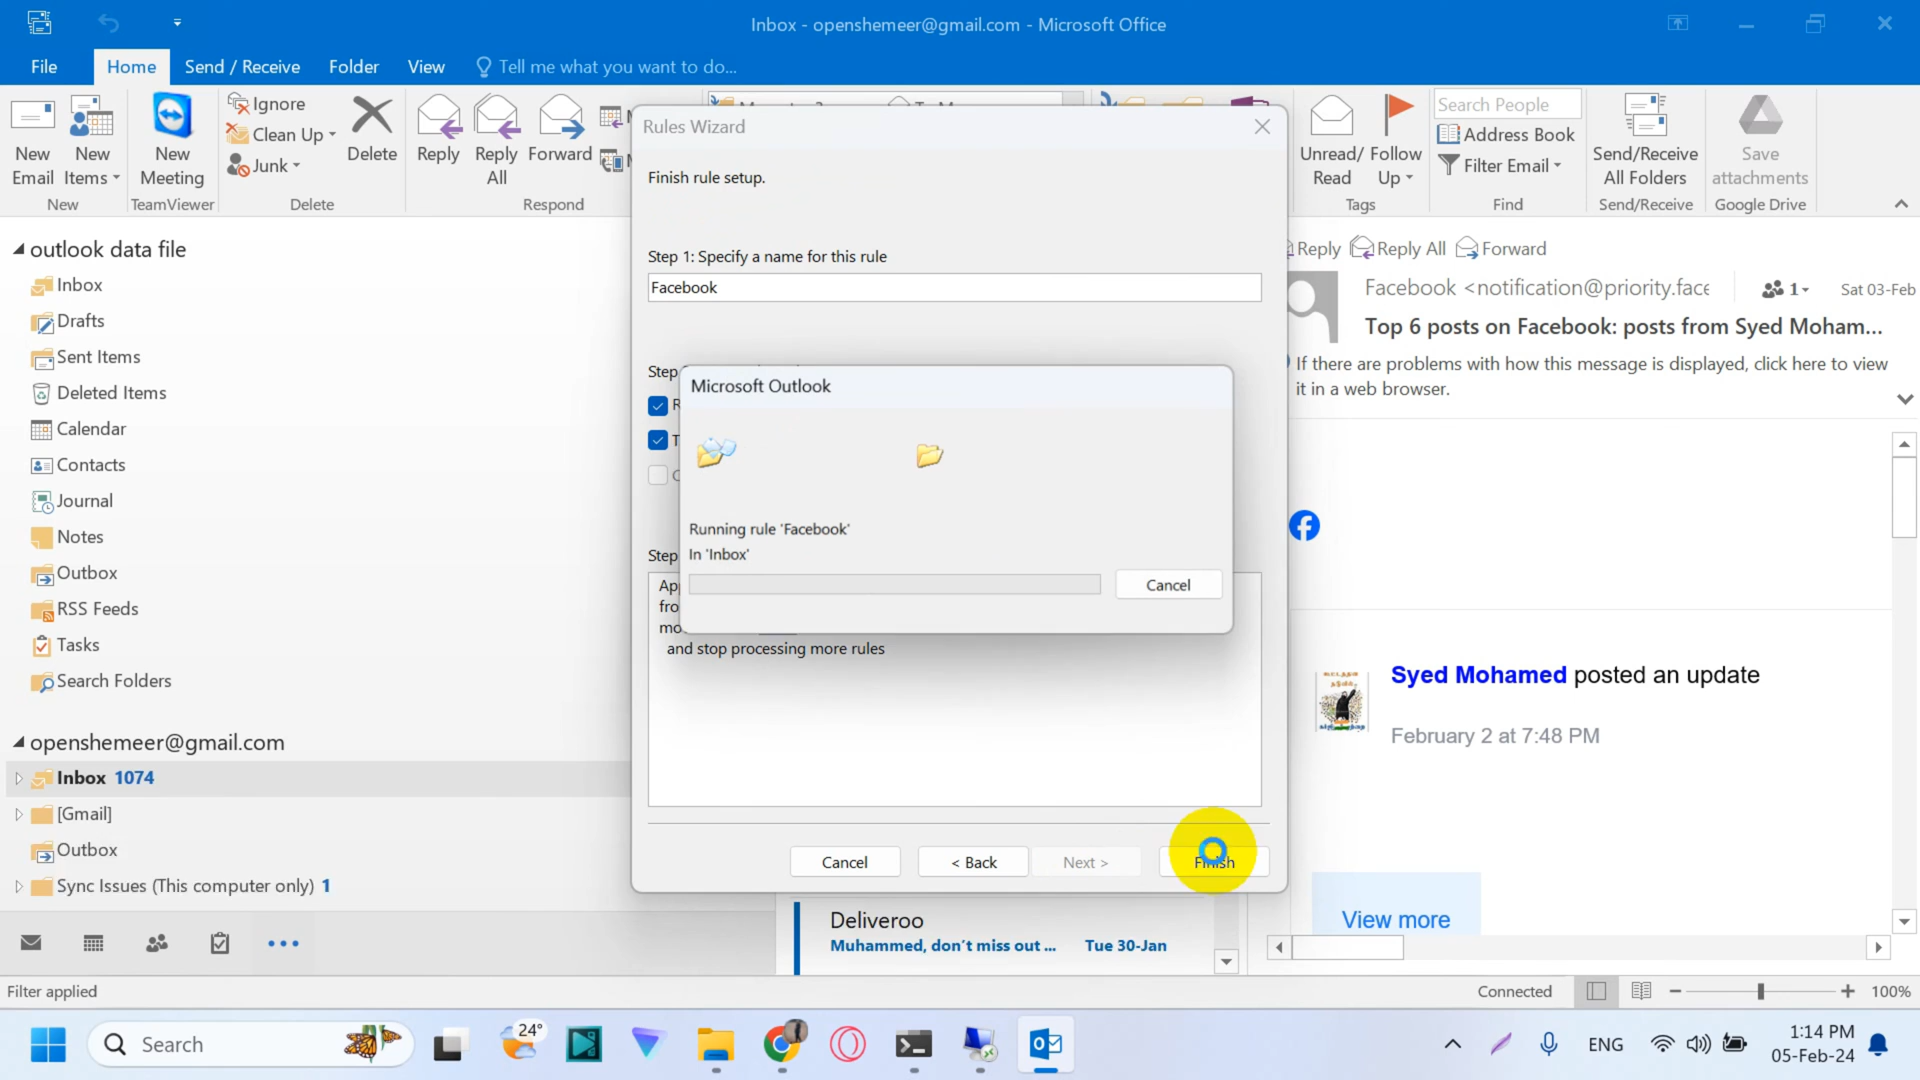 Inbox - openshemeer@gmail.com - Microsoft Office
File
Home
Send / Receive
Folder
View
Tell me what you want to do...
New Email
New Items
New
New Meeting
TeamViewer
Ignore
Clean Up
Junk
Delete
Delete
Reply
Reply All
Forward
Respond
Unread/ Read
Follow Up
Tags
Search People
Address Book
Filter Email
Find
Send/Receive All Folders
Send/Receive
Save attachments
Google Drive
outlook data file
Inbox
Drafts
Sent Items
Deleted Items
Calendar
Contacts
Journal
Notes
Outbox
RSS Feeds
Tasks
Search Folders
openshemeer@gmail.com
Inbox 1074
[Gmail]
Outbox
Sync Issues (This computer only) 1
Rules Wizard
Finish rule setup.
Step 1: Specify a name for this rule
Facebook
Step
Microsoft Outlook
Running rule 'Facebook'
In 'Inbox'
Cancel
Step
and stop processing more rules
Cancel
< Back
Next >
Finish
Deliveroo
Muhammed, don't miss out ...
Tue 30-Jan
Reply
Reply All
Forward
Facebook <notification@priority.face
1
Sat 03-Feb
Top 6 posts on Facebook: posts from Syed Moham...
If there are problems with how this message is displayed, click here to view
it in a web browser.
Syed Mohamed posted an update
February 2 at 7:48 PM
View more
Filter applied
Connected
100%
Search
24°
ENG
1:14 PM
05-Feb-24